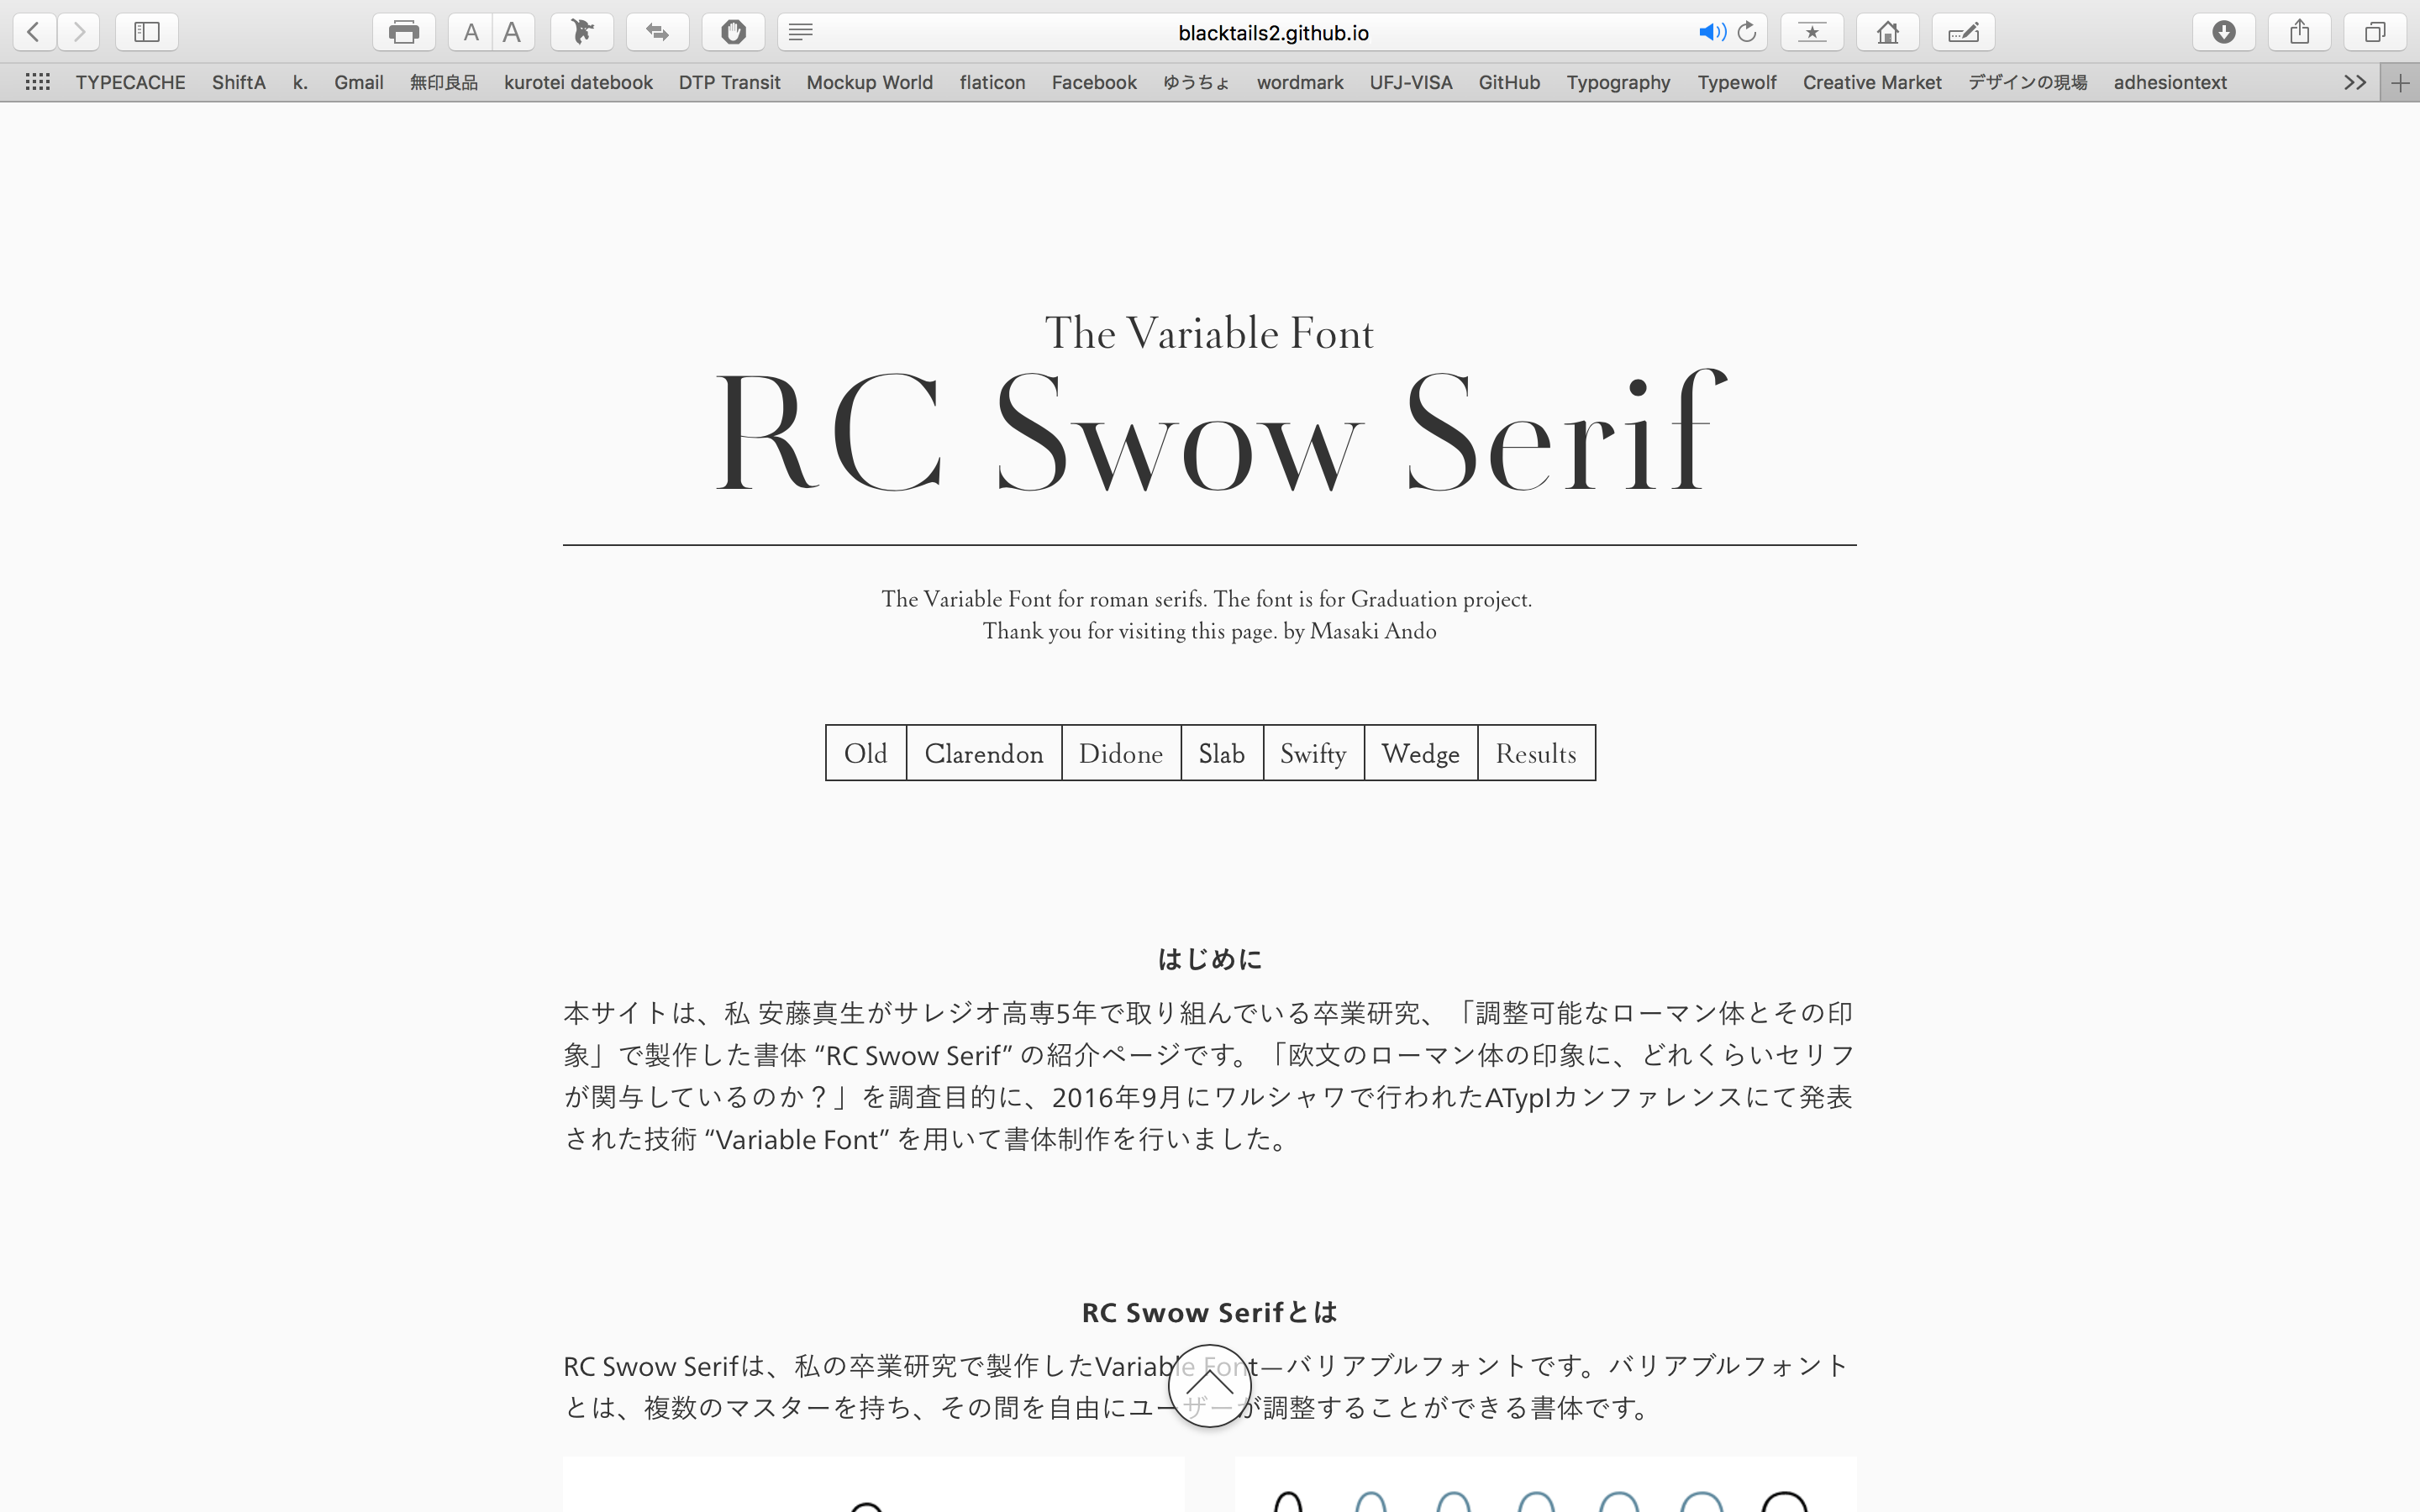 A A
blacktails2.github.io
TYPECACHE ShiftA k. Gmail 無印良品 kurotei datebook DTP Transit Mockup World flaticon Facebook ゆうちょ wordmark UFJ-VISA GitHub Typography Typewolf Creative Market デザインの現場 adhesiontext
The Variable Font
RC Swow Serif
The Variable Font for roman serifs. The font is for Graduation project.
Thank you for visiting this page. by Masaki Ando
Old Clarendon Didone Slab Swifty Wedge Results
はじめに
本サイトは、私 安藤真生がサレジオ高専5年で取り組んでいる卒業研究、「調整可能なローマン体とその印
象」で製作した書体 “RC Swow Serif” の紹介ページです。「欧文のローマン体の印象に、どれくらいセリフ
が関与しているのか？」を調査目的に、2016年9月にワルシャワで行われたATypIカンファレンスにて発表
された技術 “Variable Font” を用いて書体制作を行いました。
RC Swow Serifとは
RC Swow Serifは、私の卒業研究で製作したVariable Font—バリアブルフォントです。バリアブルフォント
とは、複数のマスターを持ち、その間を自由にユーザーが調整することができる書体です。